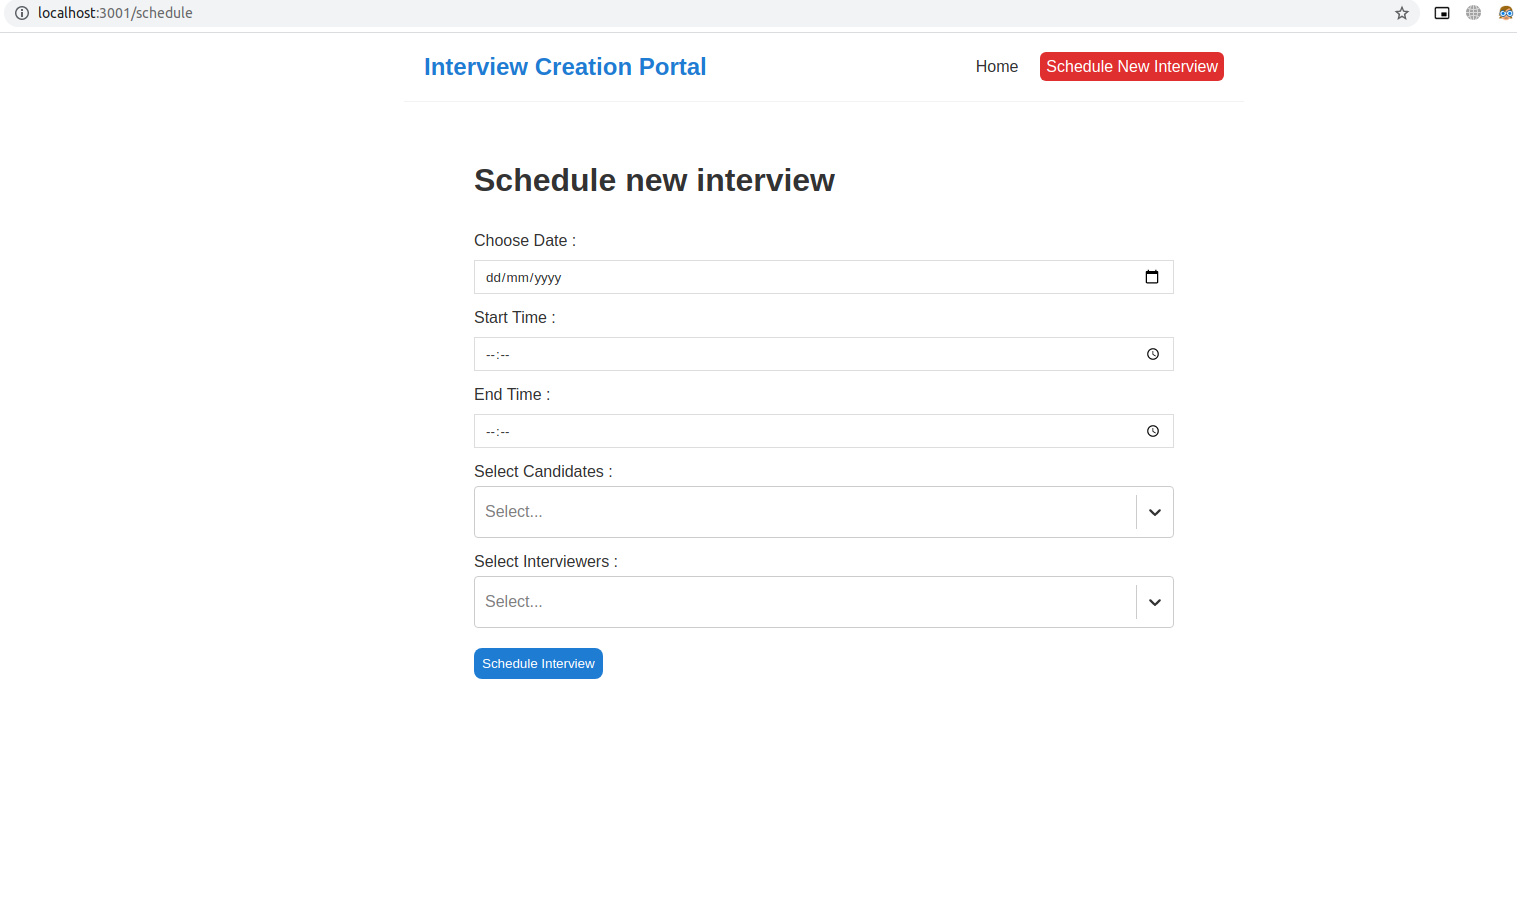 localhost:3001/schedule
Interview Creation Portal
Home
Schedule New Interview
Schedule new interview
Choose Date :
dd/mm/yyyy
Start Time :
--:--
End Time :
--:--
Select Candidates :
Select...
Select Interviewers :
Select...
Schedule Interview